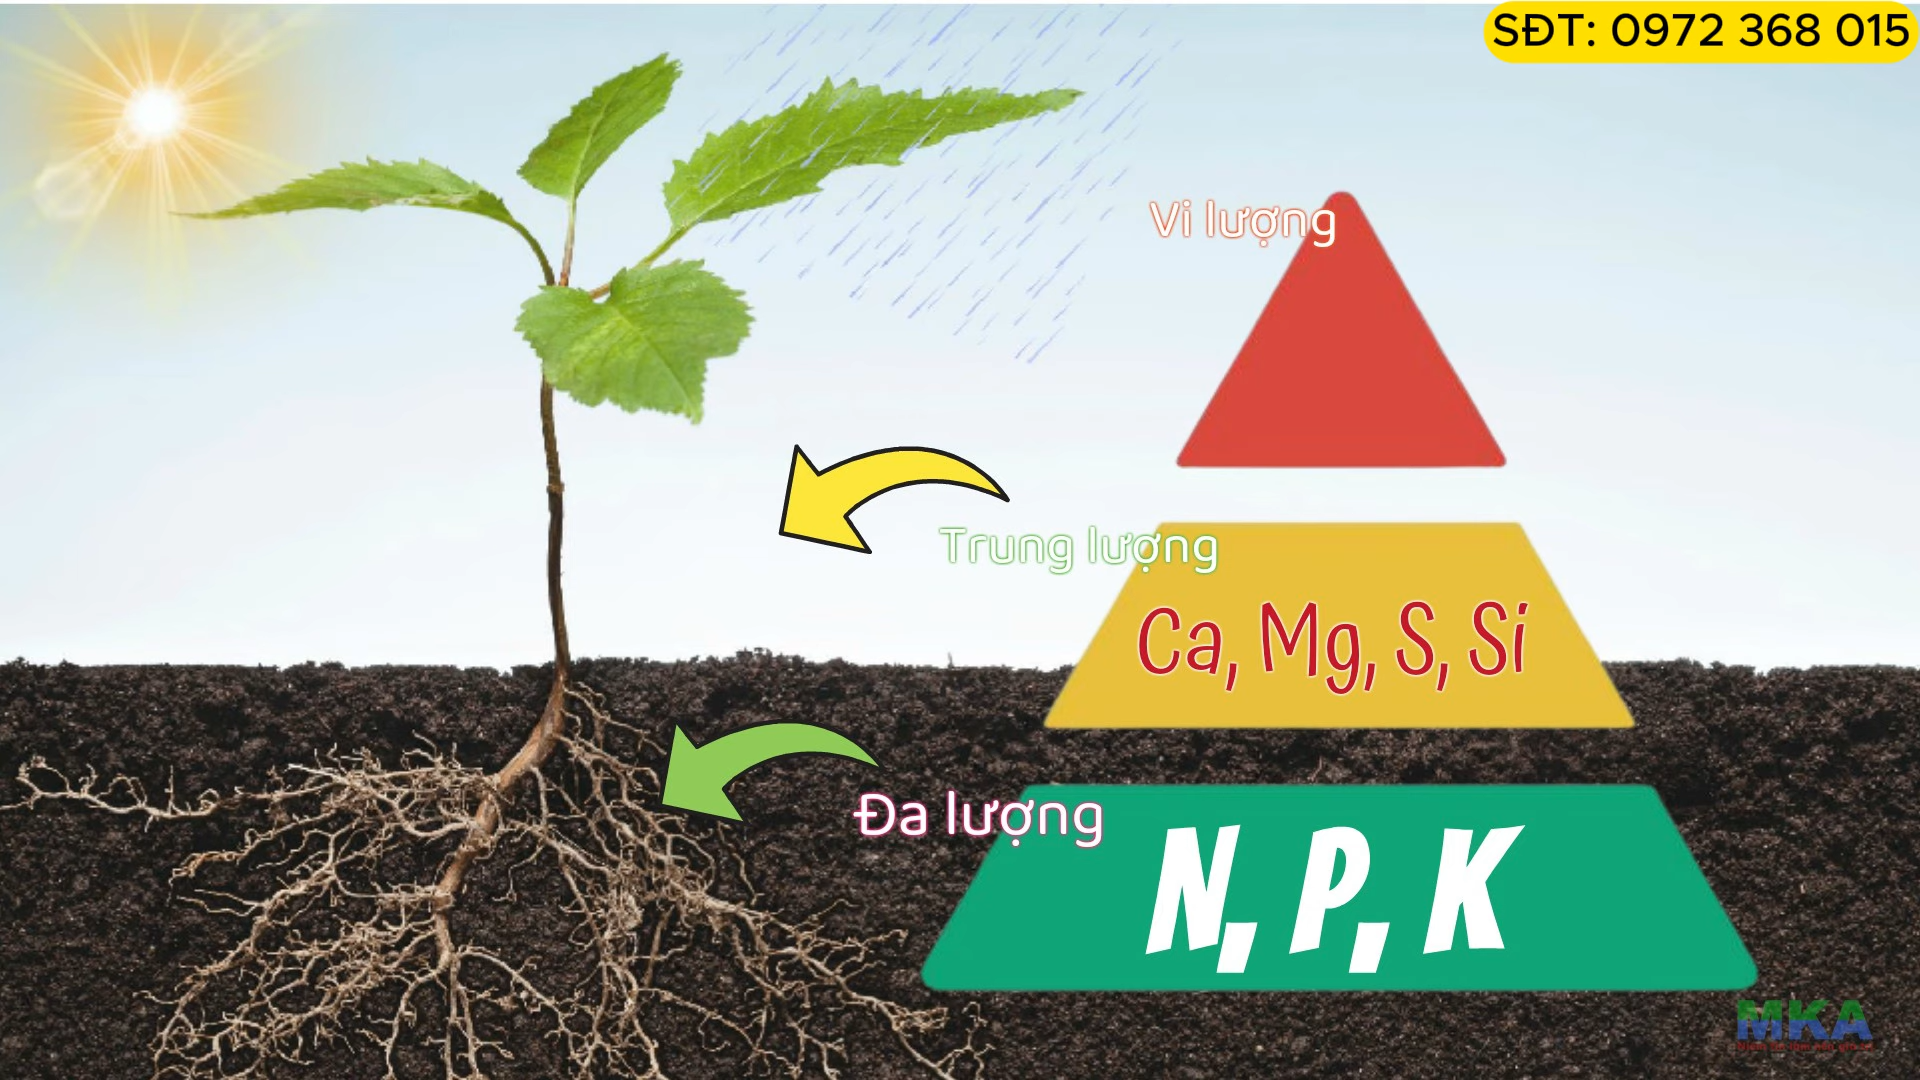 SĐT: 0972 368 015
Vi lượng
Trung lượng
Ca, Mg, S, Si
Đa lượng
N, P, K
MKA